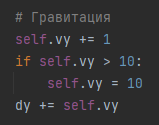 # Гравитация
self.vy += 1
if self.vy > 10:
    self.vy = 10
dy += self.vy